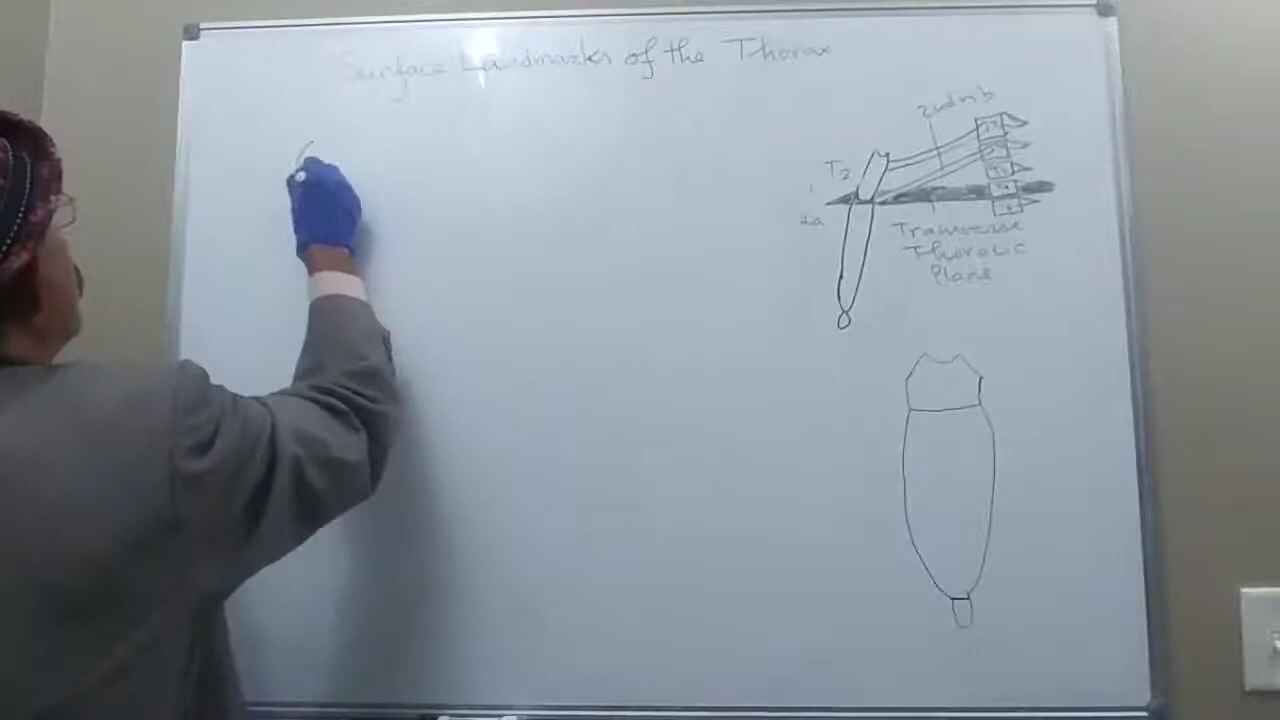 Surface Landmarks of the Thorax
2nd rib
T2
Transverse
Thoracic
Plane